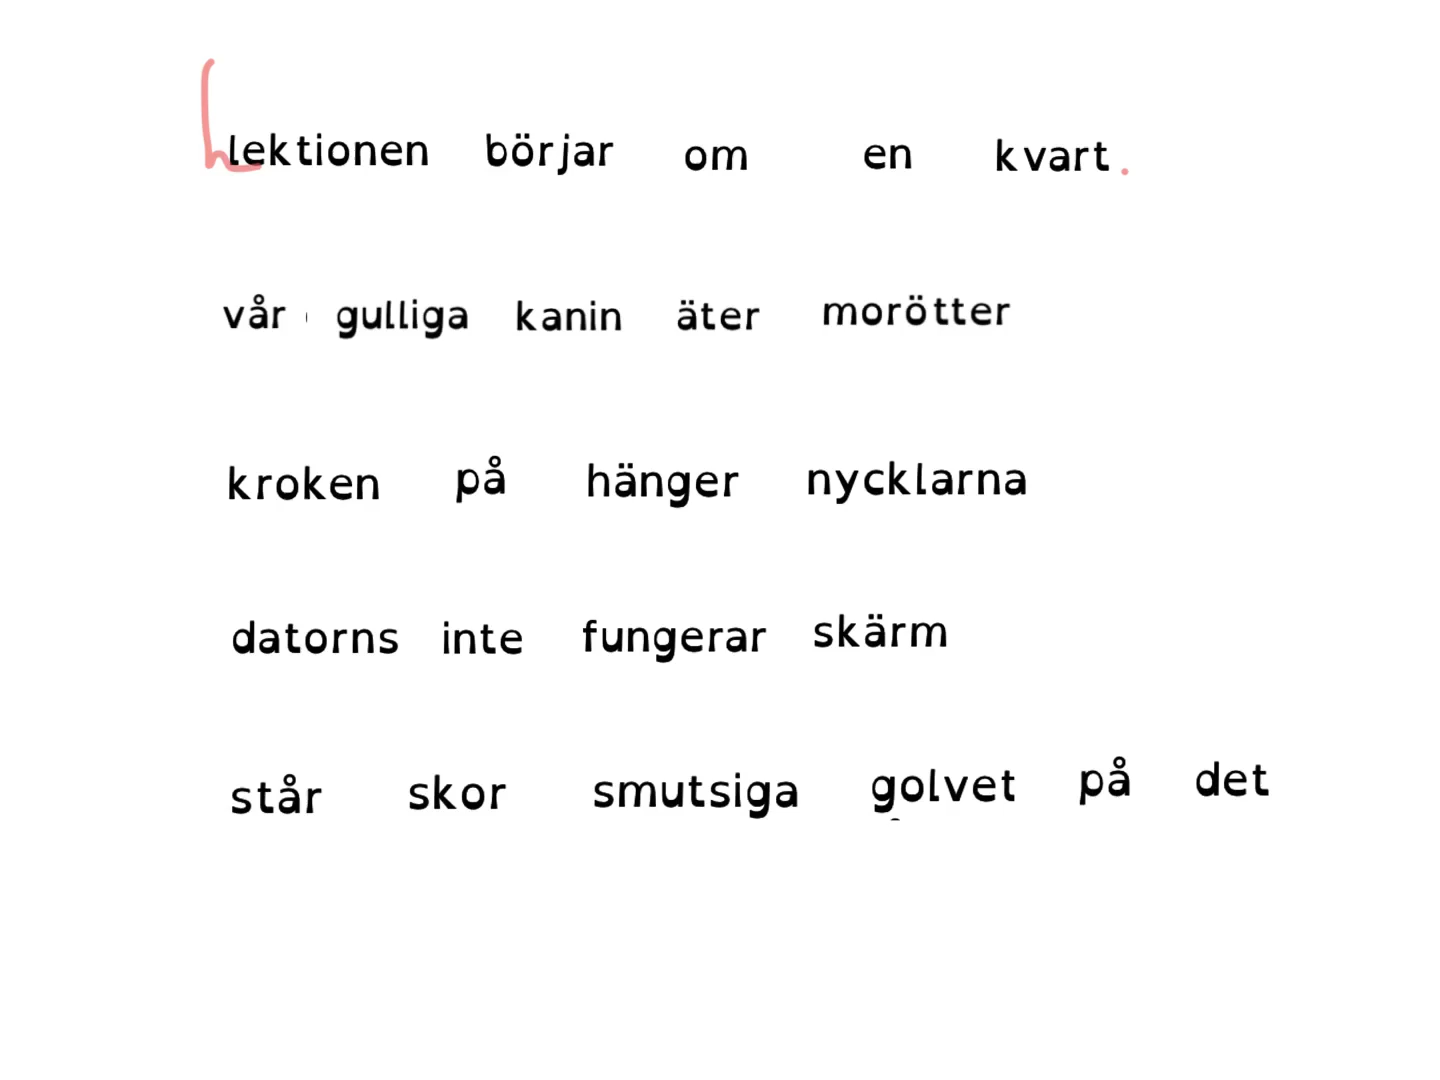 lektionen börjar om en kvart.
vår gulliga kanin äter morötter
kroken på hänger nycklarna
datorns inte fungerar skärm
står skor smutsiga golvet på det